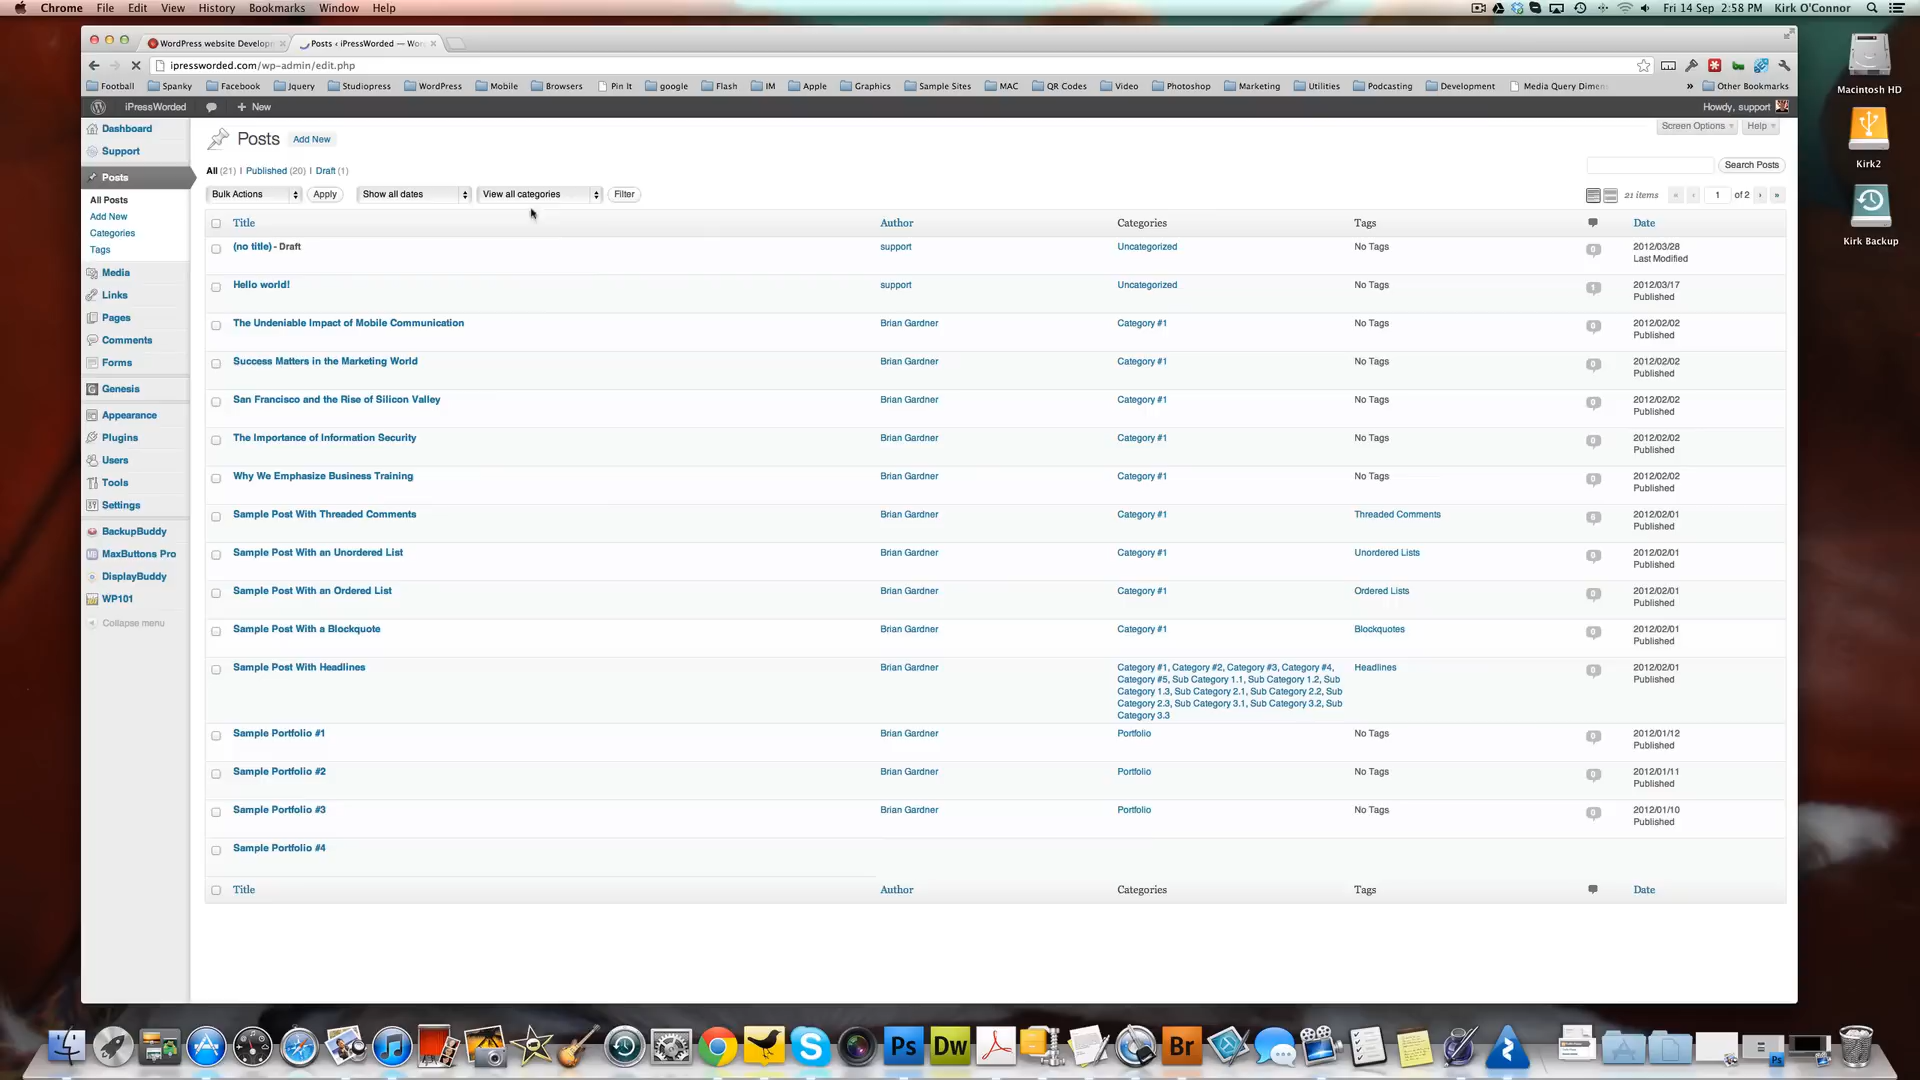 Chrome File Edit View History Bookmarks Window Help Fri 14 Sep 2:58 PM Kirk O'Connor
WordPress website Develop Posts ‹ iPressWorded — Wor
ipressworded.com/wp-admin/edit.php
Football Spanky Facebook Jquery Studiopress WordPress Mobile Browsers Pin It google Flash IM Apple Graphics Sample Sites MAC QR Codes Video Photoshop Marketing Utilities Podcasting Development Media Query Dimen » Other Bookmarks
iPressWorded + New Howdy, support
Macintosh HD
Kirk2
Kirk Backup
Dashboard
Support
Posts
All Posts
Add New
Categories
Tags
Media
Links
Pages
Comments
Forms
Genesis
Appearance
Plugins
Users
Tools
Settings
BackupBuddy
MaxButtons Pro
DisplayBuddy
WP101
Collapse menu
Screen Options Help
Posts Add New
All (21) | Published (20) | Draft (1)
Search Posts
Bulk Actions Apply Show all dates View all categories Filter 21 items « ‹ 1 of 2 › »
Title Author Categories Tags Date
(no title) - Draft support Uncategorized No Tags 0 2012/03/28
Last Modified
Hello world! support Uncategorized No Tags 1 2012/03/17
Published
The Undeniable Impact of Mobile Communication Brian Gardner Category #1 No Tags 0 2012/02/02
Published
Success Matters in the Marketing World Brian Gardner Category #1 No Tags 0 2012/02/02
Published
San Francisco and the Rise of Silicon Valley Brian Gardner Category #1 No Tags 0 2012/02/02
Published
The Importance of Information Security Brian Gardner Category #1 No Tags 0 2012/02/02
Published
Why We Emphasize Business Training Brian Gardner Category #1 No Tags 0 2012/02/02
Published
Sample Post With Threaded Comments Brian Gardner Category #1 Threaded Comments 2012/02/01
Published
Sample Post With an Unordered List Brian Gardner Category #1 Unordered Lists 0 2012/02/01
Published
Sample Post With an Ordered List Brian Gardner Category #1 Ordered Lists 0 2012/02/01
Published
Sample Post With a Blockquote Brian Gardner Category #1 Blockquotes 0 2012/02/01
Published
Sample Post With Headlines Brian Gardner Category #1, Category #2, Category #3, Category #4, Headlines 0 2012/02/01
Category #5, Sub Category 1.1, Sub Category 1.2, Sub Published
Category 1.3, Sub Category 2.1, Sub Category 2.2, Sub
Category 2.3, Sub Category 3.1, Sub Category 3.2, Sub
Category 3.3
Sample Portfolio #1 Brian Gardner Portfolio No Tags 0 2012/01/12
Published
Sample Portfolio #2 Brian Gardner Portfolio No Tags 0 2012/01/11
Published
Sample Portfolio #3 Brian Gardner Portfolio No Tags 0 2012/01/10
Published
Sample Portfolio #4
Title Author Categories Tags Date
Ps Dw Br